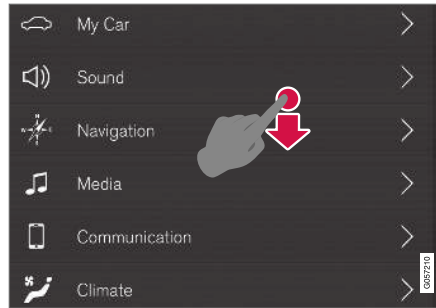 My Car
Sound
Navigation
Media
Communication
Climate
G057210